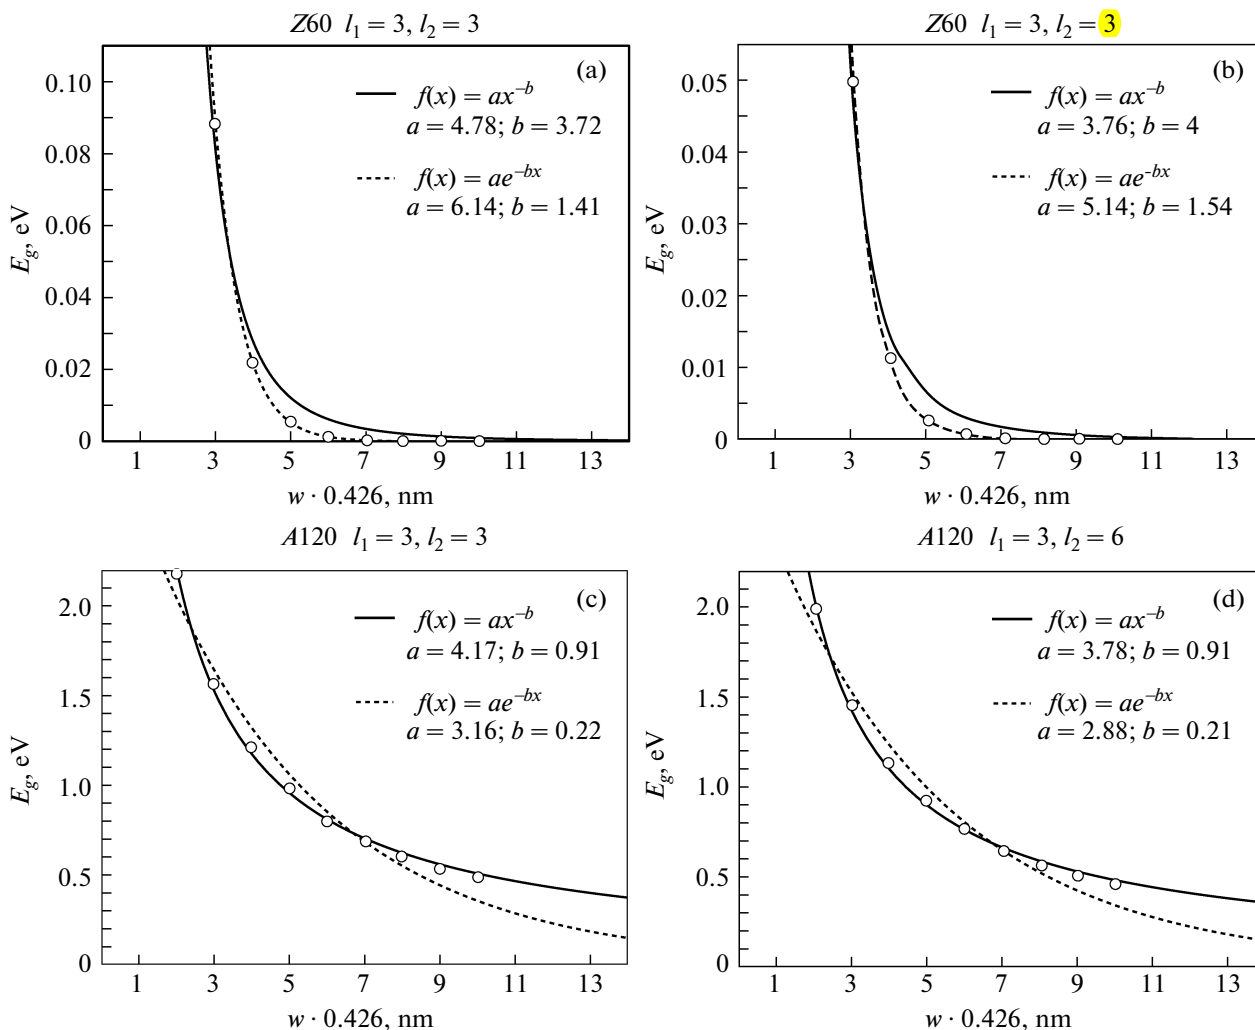 Z60 l₁ = 3, l₂ = 3
(a)
f(x) = ax⁻ᵇ
a = 4.78; b = 3.72
f(x) = ae⁻ᵇˣ
a = 6.14; b = 1.41
E_g, eV
0.10
0.08
0.06
0.04
0.02
0
1 3 5 7 9 11 13
w · 0.426, nm
Z60 l₁ = 3, l₂ = 3
(b)
f(x) = ax⁻ᵇ
a = 3.76; b = 4
f(x) = ae⁻ᵇˣ
a = 5.14; b = 1.54
E_g, eV
0.05
0.04
0.03
0.02
0.01
0
1 3 5 7 9 11 13
w · 0.426, nm
A120 l₁ = 3, l₂ = 3
(c)
f(x) = ax⁻ᵇ
a = 4.17; b = 0.91
f(x) = ae⁻ᵇˣ
a = 3.16; b = 0.22
E_g, eV
2.0
1.5
1.0
0.5
0
1 3 5 7 9 11 13
w · 0.426, nm
A120 l₁ = 3, l₂ = 6
(d)
f(x) = ax⁻ᵇ
a = 3.78; b = 0.91
f(x) = ae⁻ᵇˣ
a = 2.88; b = 0.21
E_g, eV
2.0
1.5
1.0
0.5
0
1 3 5 7 9 11 13
w · 0.426, nm